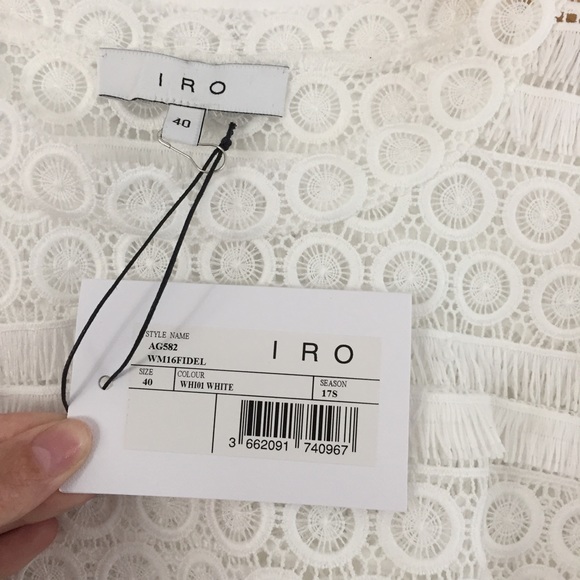 IRO
40
STYLE NAME
AG582
WM16FIDEL
IRO
SIZE COLOUR SEASON
40 WHI01 WHITE 17S
3 662091 740967